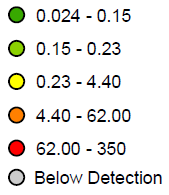 0.024 - 0.15
0.15 - 0.23
0.23 - 4.40
4.40 - 62.00
62.00 - 350
Below Detection